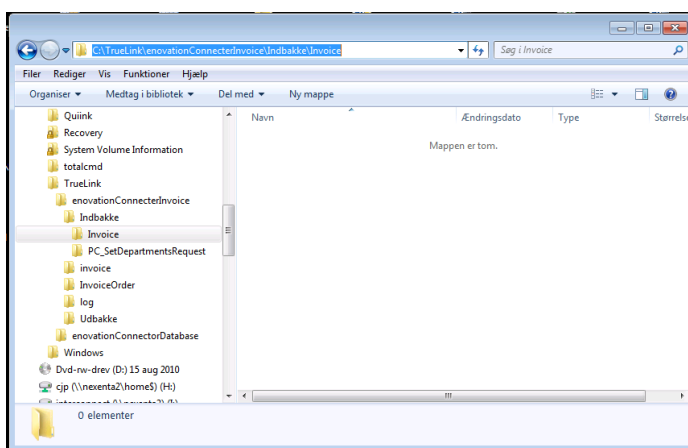 C:\TrueLink\enovationConnecterInvoice\Indbakke\Invoice
Søg i Invoice
Filer Rediger Vis Funktioner Hjælp
Organiser Medtag i bibliotek Del med Ny mappe
Quiink
Recovery
System Volume Information
totalcmd
TrueLink
enovationConnecterInvoice
Indbakke
Invoice
PC_SetDepartmentsRequest
invoice
InvoiceOrder
log
Udbakke
enovationConnectorDatabase
Windows
Dvd-rw-drev (D:) 15 aug 2010
cjp (\\nexenta2\home$) (H:)
Navn Ændringsdato Type Størrelse
Mappen er tom.
0 elementer